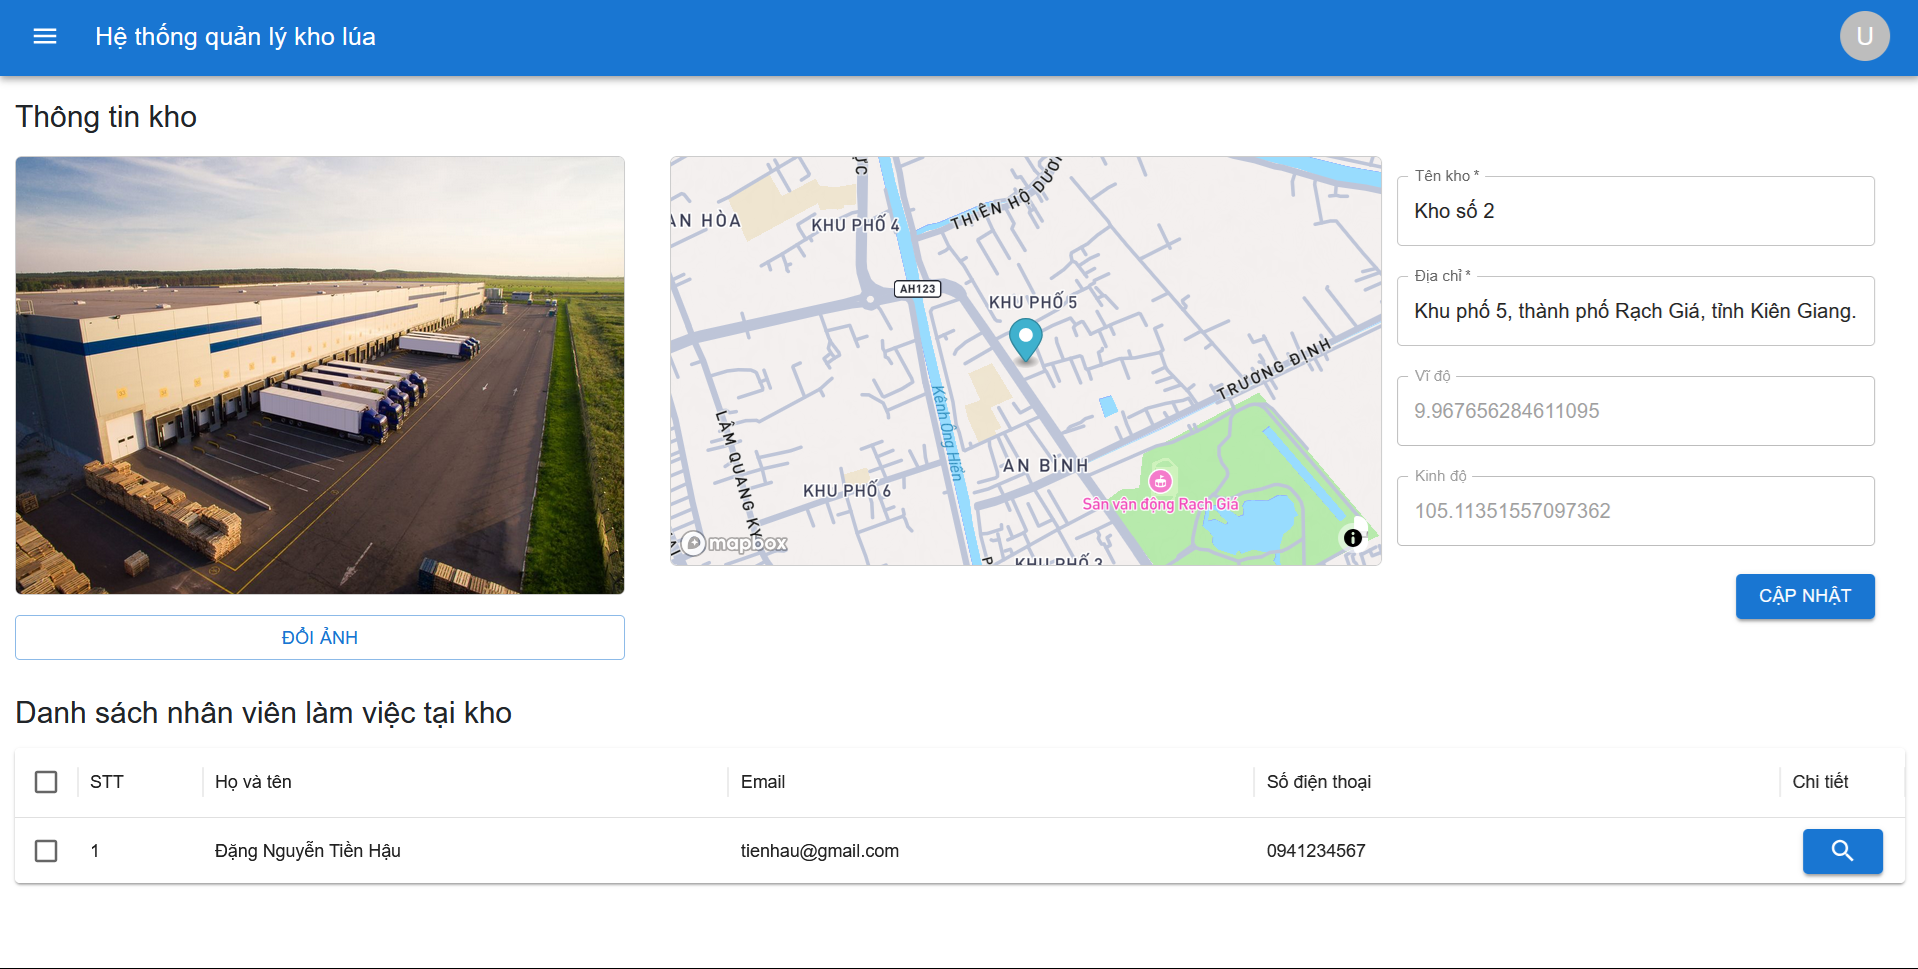 Hệ thống quản lý kho lúa
U
Thông tin kho
AN HÒA
KHU PHỐ 4
THIÊN HỘ DƯƠ
AH123
KHU PHỐ 5
TRƯƠNG ĐỊNH
Kênh Ông Hiển
LÂM QUANG KY
AN BÌNH
KHU PHỐ 6
Sân vận động Rạch Giá
mapbox
KHU PHỐ 3
Tên kho *
Kho số 2
Địa chỉ *
Khu phố 5, thành phố Rạch Giá, tỉnh Kiên Giang.
Vĩ độ
9.967656284611095
Kinh độ
105.11351557097362
CẬP NHẬT
ĐỔI ẢNH
Danh sách nhân viên làm việc tại kho
STT Họ và tên Email Số điện thoại Chi tiết
1 Đặng Nguyễn Tiền Hậu tienhau@gmail.com 0941234567